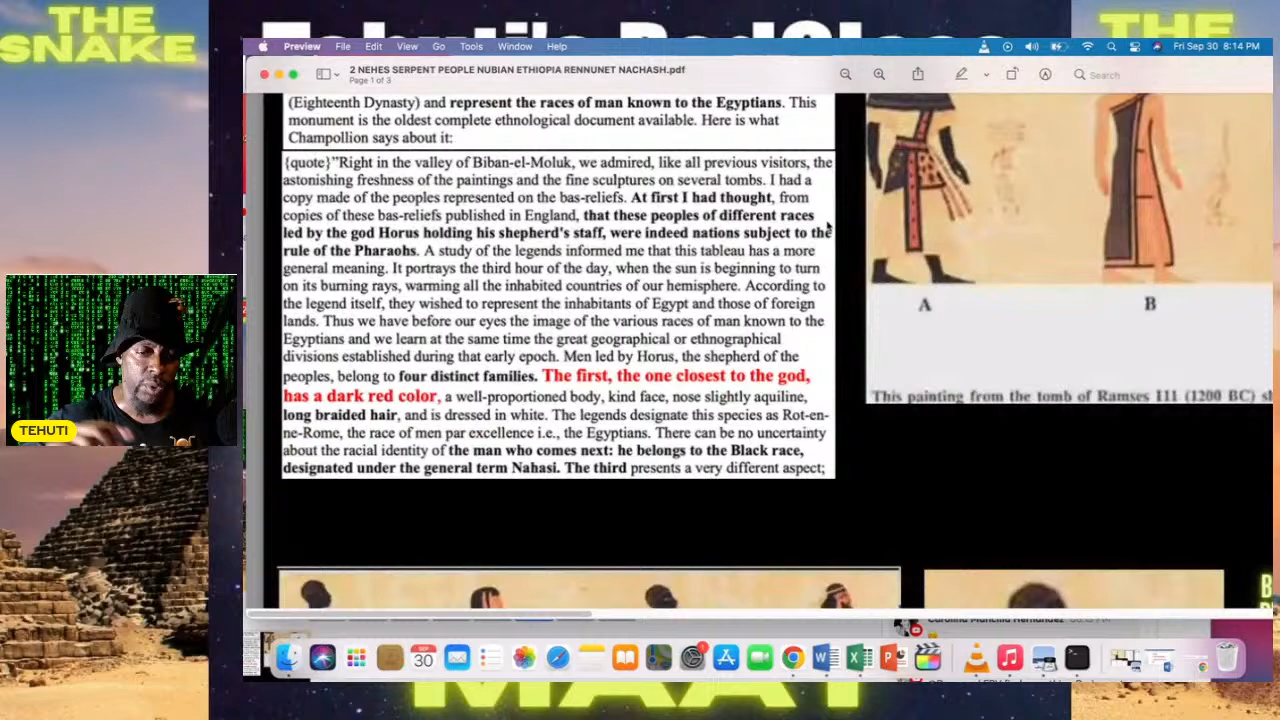 THE
SNAKE
THE
Preview File Edit View Go Tools Window Help
Fri Sep 30 8:14 PM
2 NEHES SERPENT PEOPLE NUBIAN ETHIOPIA RENNUNET NACHASH.pdf
Page 1 of 3
Search
(Eighteenth Dynasty) and represent the races of man known to the Egyptians. This
monument is the oldest complete ethnological document available. Here is what
Champollion says about it:
{quote}"Right in the valley of Biban-el-Moluk, we admired, like all previous visitors, the
astonishing freshness of the paintings and the fine sculptures on several tombs. I had a
copy made of the peoples represented on the bas-reliefs. At first I had thought, from
copies of these bas-reliefs published in England, that these peoples of different races
led by the god Horus holding his shepherd's staff, were indeed nations subject to the
rule of the Pharaohs. A study of the legends informed me that this tableau has a more
general meaning. It portrays the third hour of the day, when the sun is beginning to turn
on its burning rays, warming all the inhabited countries of our hemisphere. According to
the legend itself, they wished to represent the inhabitants of Egypt and those of foreign
lands. Thus we have before our eyes the image of the various races of man known to the
Egyptians and we learn at the same time the great geographical or ethnographical
divisions established during that early epoch. Men led by Horus, the shepherd of the
peoples, belong to four distinct families. The first, the one closest to the god,
has a dark red color, a well-proportioned body, kind face, nose slightly aquiline,
long braided hair, and is dressed in white. The legends designate this species as Rot-en-
ne-Rome, the race of men par excellence i.e., the Egyptians. There can be no uncertainty
about the racial identity of the man who comes next: he belongs to the Black race,
designated under the general term Nahasi. The third presents a very different aspect;
A
B
This painting from the tomb of Ramses III (1200 BC)
TEHUTI
SEP
30
MAAT